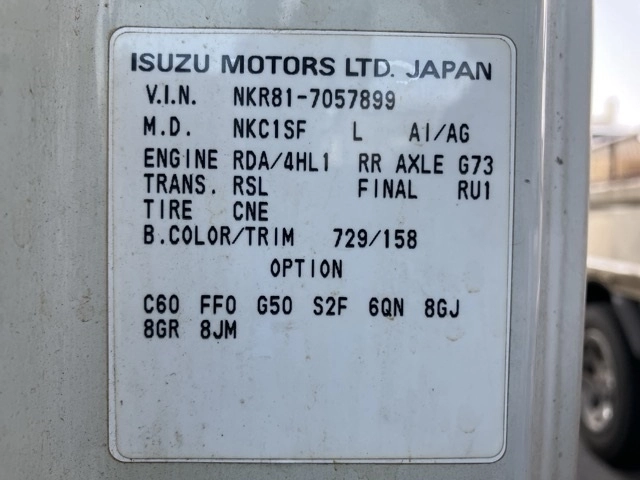 ISUZU MOTORS LTD. JAPAN
V.I.N. NKR81-7057899
M.D. NKC1SF L A1/AG
ENGINE RDA/4HL1 RR AXLE G73
TRANS. RSL FINAL RU1
TIRE CNE
B.COLOR/TRIM 729/158
OPTION
C60 FF0 G50 S2F 6QN 8GJ
8GR 8JM